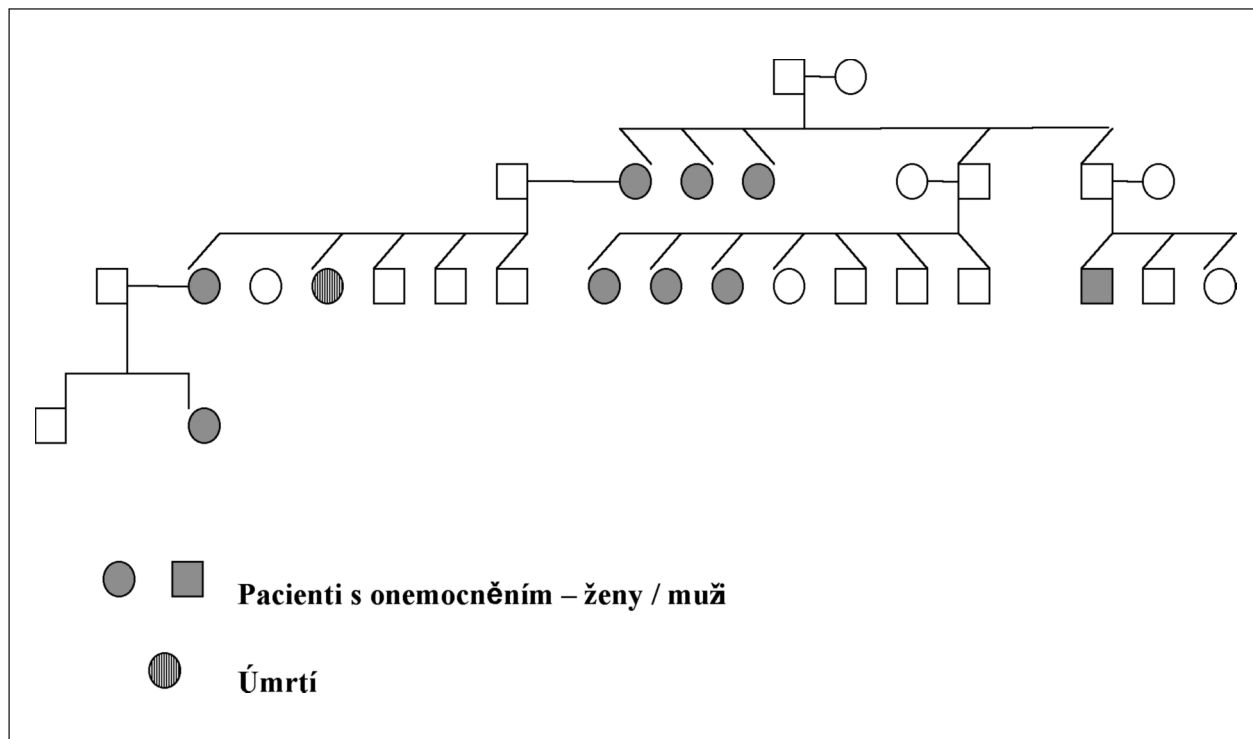 Pacienti s onemocněním – ženy / muži
Úmrtí